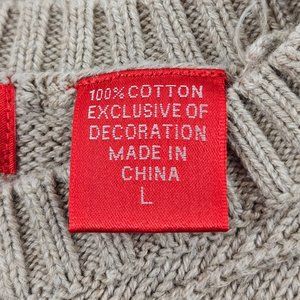 100% COTTON
EXCLUSIVE OF
DECORATION
MADE IN
CHINA
L